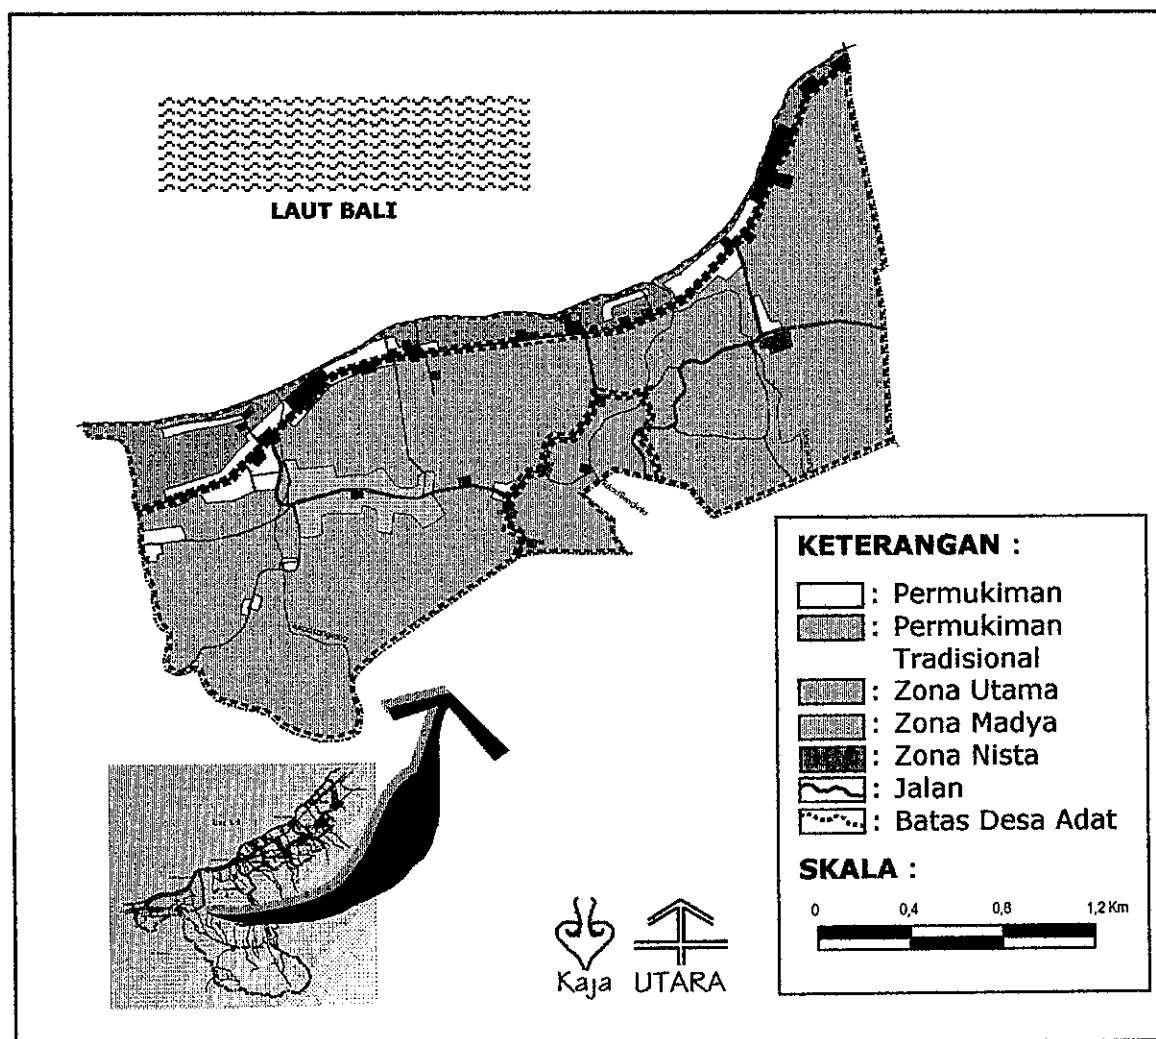 LAUT BALI
KETERANGAN :
: Permukiman
: Permukiman
Tradisional
: Zona Utama
: Zona Madya
: Zona Nista
: Jalan
: Batas Desa Adat
SKALA :
0 0,4 0,8 1,2 Km
Kaja UTARA